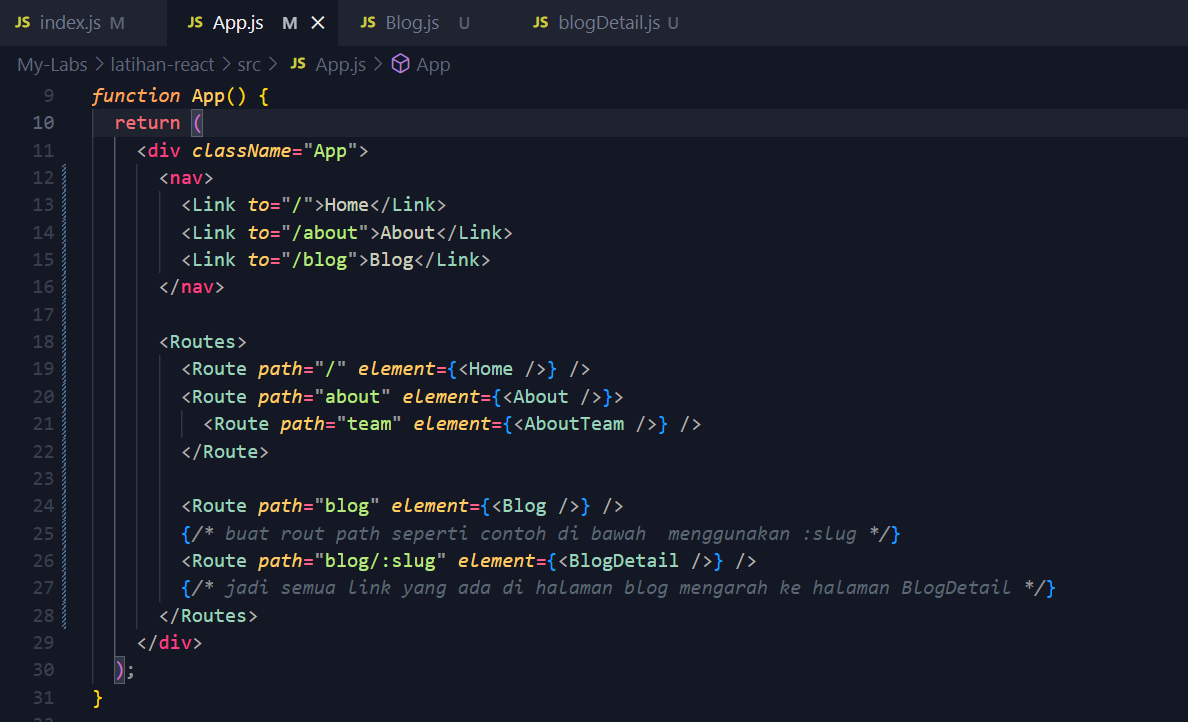 JS index.js M JS App.js M JS Blog.js U JS blogDetail.js U
My-Labs > latihan-react > src > JS App.js > App
9 function App() {
10 return (
11 <div className="App">
12 <nav>
13 <Link to="/">Home</Link>
14 <Link to="/about">About</Link>
15 <Link to="/blog">Blog</Link>
16 </nav>
17
18 <Routes>
19 <Route path="/" element={<Home />} />
20 <Route path="about" element={<About />}>
21 <Route path="team" element={<AboutTeam />} />
22 </Route>
23
24 <Route path="blog" element={<Blog />} />
25 {/* buat rout path seperti contoh di bawah  menggunakan :slug */}
26 <Route path="blog/:slug" element={<BlogDetail />} />
27 {/* jadi semua link yang ada di halaman blog mengarah ke halaman BlogDetail */}
28 </Routes>
29 </div>
30 );
31 }